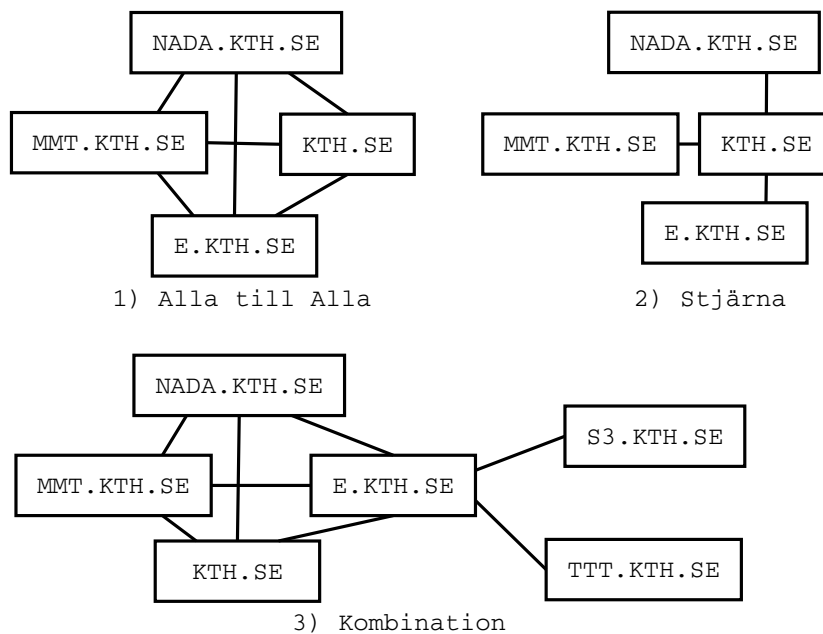 NADA.KTH.SE
MMT.KTH.SE
KTH.SE
E.KTH.SE
1) Alla till Alla
NADA.KTH.SE
MMT.KTH.SE
KTH.SE
E.KTH.SE
2) Stjärna
NADA.KTH.SE
S3.KTH.SE
MMT.KTH.SE
E.KTH.SE
KTH.SE
TTT.KTH.SE
3) Kombination